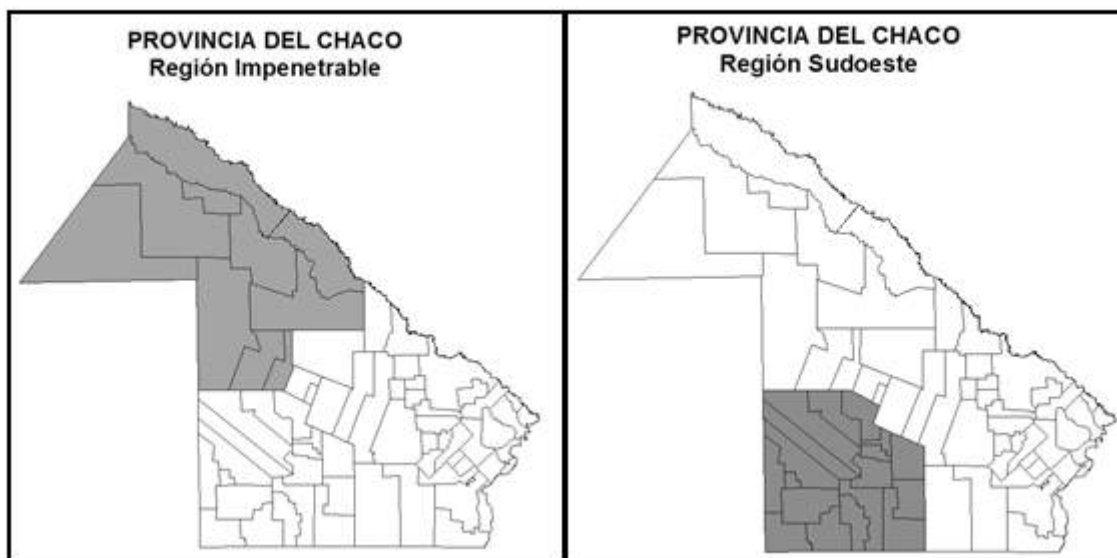 PROVINCIA DEL CHACO
Región Impenetrable
PROVINCIA DEL CHACO
Región Sudoeste